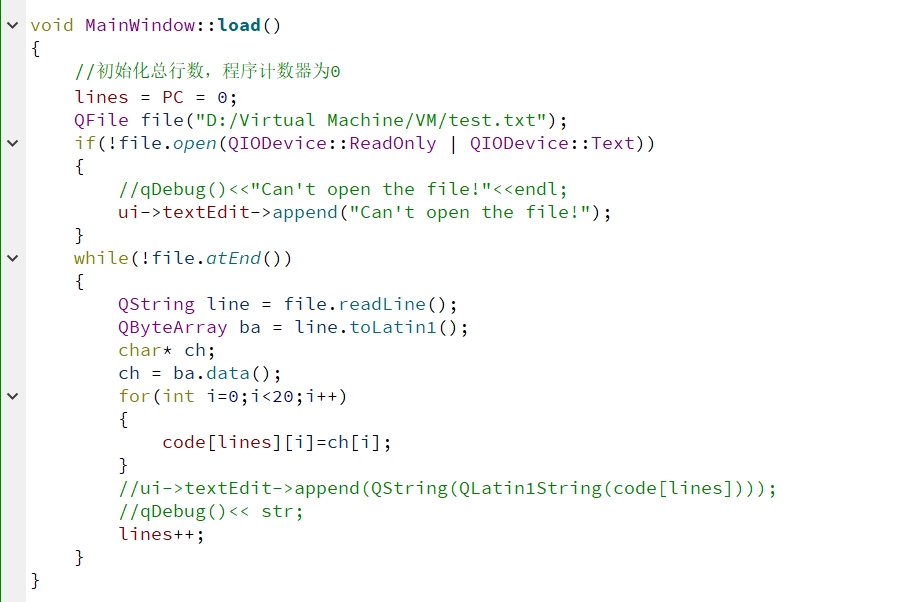 void MainWindow::load()
{
    //初始化总行数，程序计数器为0
    lines = PC = 0;
    QFile file("D:/Virtual Machine/VM/test.txt");
    if(!file.open(QIODevice::ReadOnly | QIODevice::Text))
    {
        //qDebug()<<"Can't open the file!"<<endl;
        ui->textEdit->append("Can't open the file!");
    }
    while(!file.atEnd())
    {
        QString line = file.readLine();
        QByteArray ba = line.toLatin1();
        char* ch;
        ch = ba.data();
        for(int i=0;i<20;i++)
        {
            code[lines][i]=ch[i];
        }
        //ui->textEdit->append(QString(QLatin1String(code[lines])));
        //qDebug()<< str;
        lines++;
    }
}